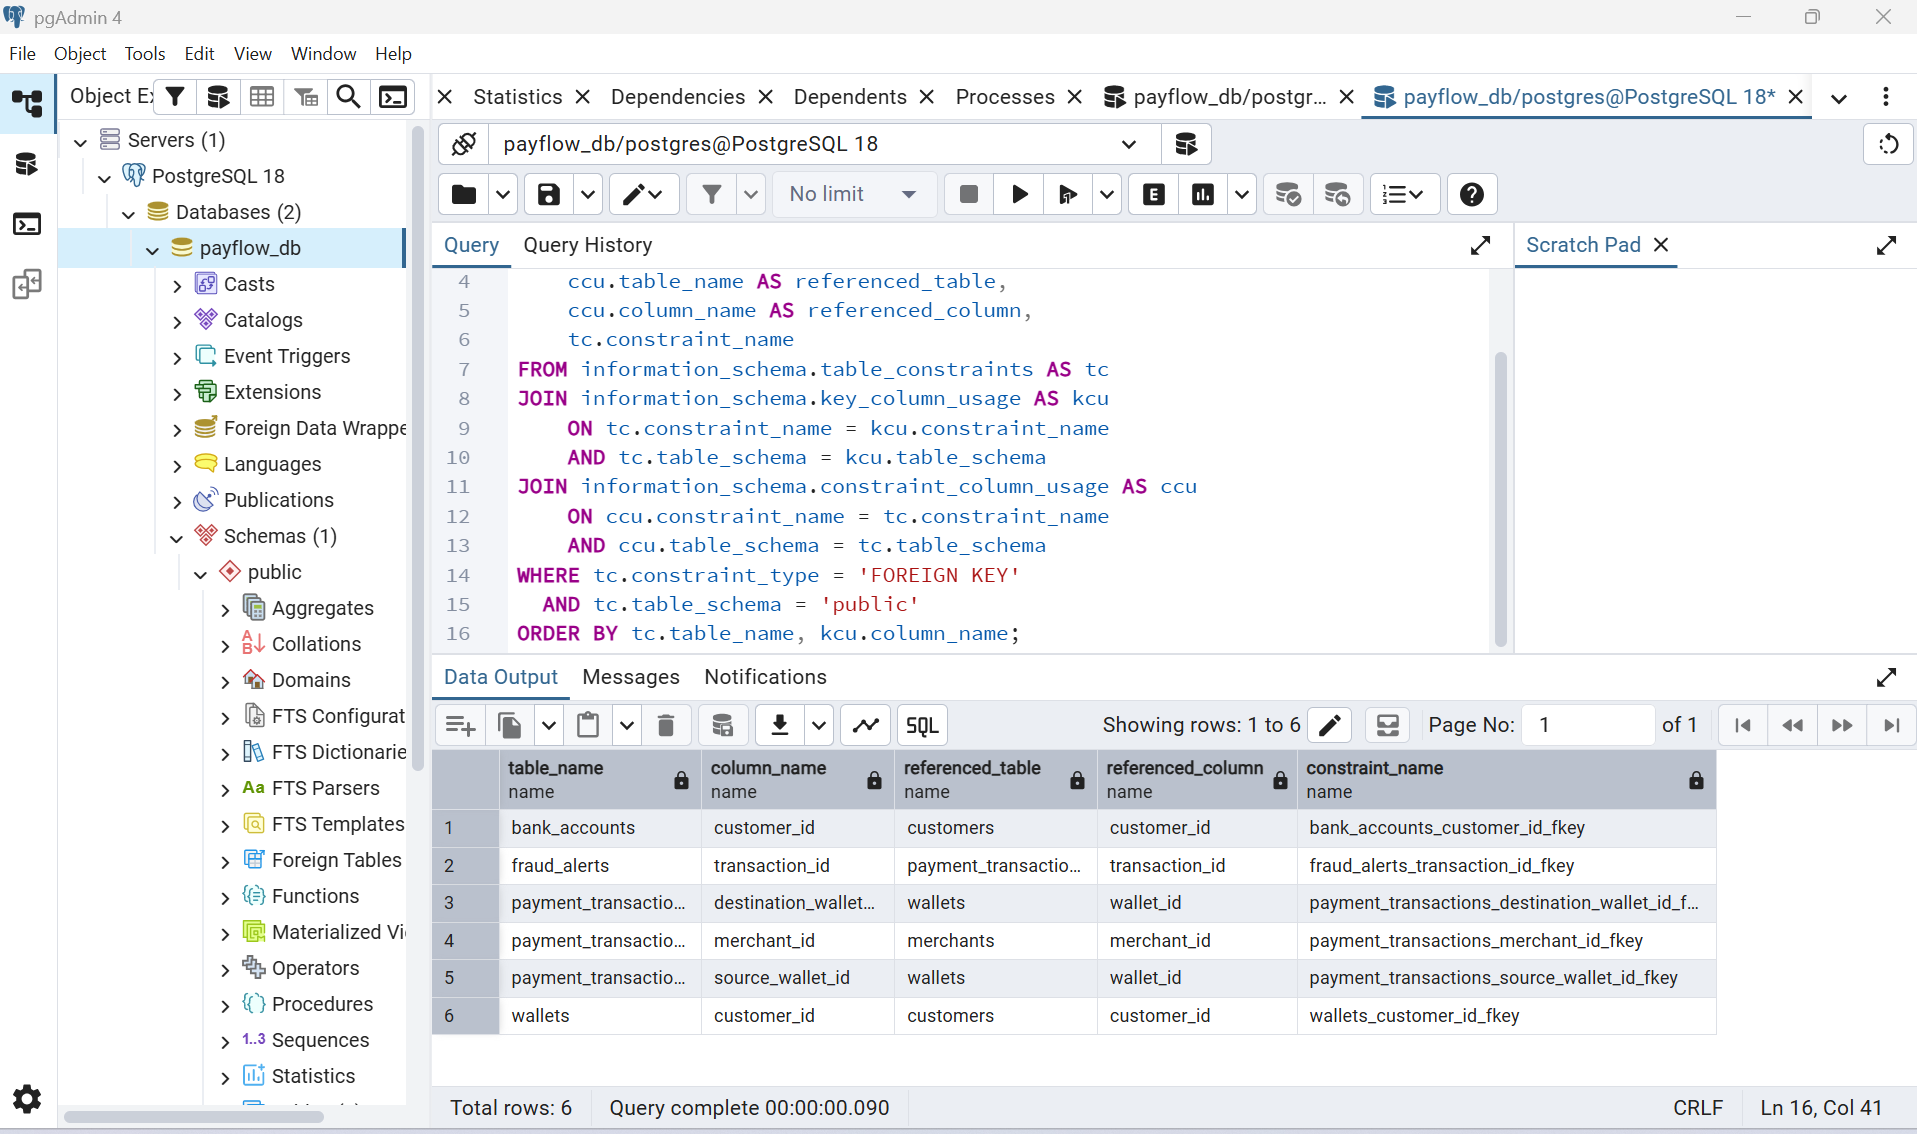 pgAdmin 4
File Object Tools Edit View Window Help
Object Ex
Statistics Dependencies Dependents Processes payflow_db/postgr... payflow_db/postgres@PostgreSQL 18*
payflow_db/postgres@PostgreSQL 18
No limit
E
Query Query History
Scratch Pad
Servers (1)
PostgreSQL 18
Databases (2)
payflow_db
Casts
Catalogs
Event Triggers
Extensions
Foreign Data Wrappe
Languages
Publications
Schemas (1)
public
Aggregates
Collations
Domains
FTS Configurat
FTS Dictionarie
Aa FTS Parsers
FTS Templates
Foreign Tables
Functions
Materialized Vi
Operators
Procedures
1..3 Sequences
Statistics
4 ccu.table_name AS referenced_table,
5 ccu.column_name AS referenced_column,
6 tc.constraint_name
7 FROM information_schema.table_constraints AS tc
8 JOIN information_schema.key_column_usage AS kcu
9 ON tc.constraint_name = kcu.constraint_name
10 AND tc.table_schema = kcu.table_schema
11 JOIN information_schema.constraint_column_usage AS ccu
12 ON ccu.constraint_name = tc.constraint_name
13 AND ccu.table_schema = tc.table_schema
14 WHERE tc.constraint_type = 'FOREIGN KEY'
15 AND tc.table_schema = 'public'
16 ORDER BY tc.table_name, kcu.column_name;
Data Output Messages Notifications
SQL Showing rows: 1 to 6 Page No: 1 of 1
table_name column_name referenced_table referenced_column constraint_name
name name name name name
1 bank_accounts customer_id customers customer_id bank_accounts_customer_id_fkey
2 fraud_alerts transaction_id payment_transactio... transaction_id fraud_alerts_transaction_id_fkey
3 payment_transactio... destination_wallet... wallets wallet_id payment_transactions_destination_wallet_id_f...
4 payment_transactio... merchant_id merchants merchant_id payment_transactions_merchant_id_fkey
5 payment_transactio... source_wallet_id wallets wallet_id payment_transactions_source_wallet_id_fkey
6 wallets customer_id customers customer_id wallets_customer_id_fkey
Total rows: 6 Query complete 00:00:00.090 CRLF Ln 16, Col 41